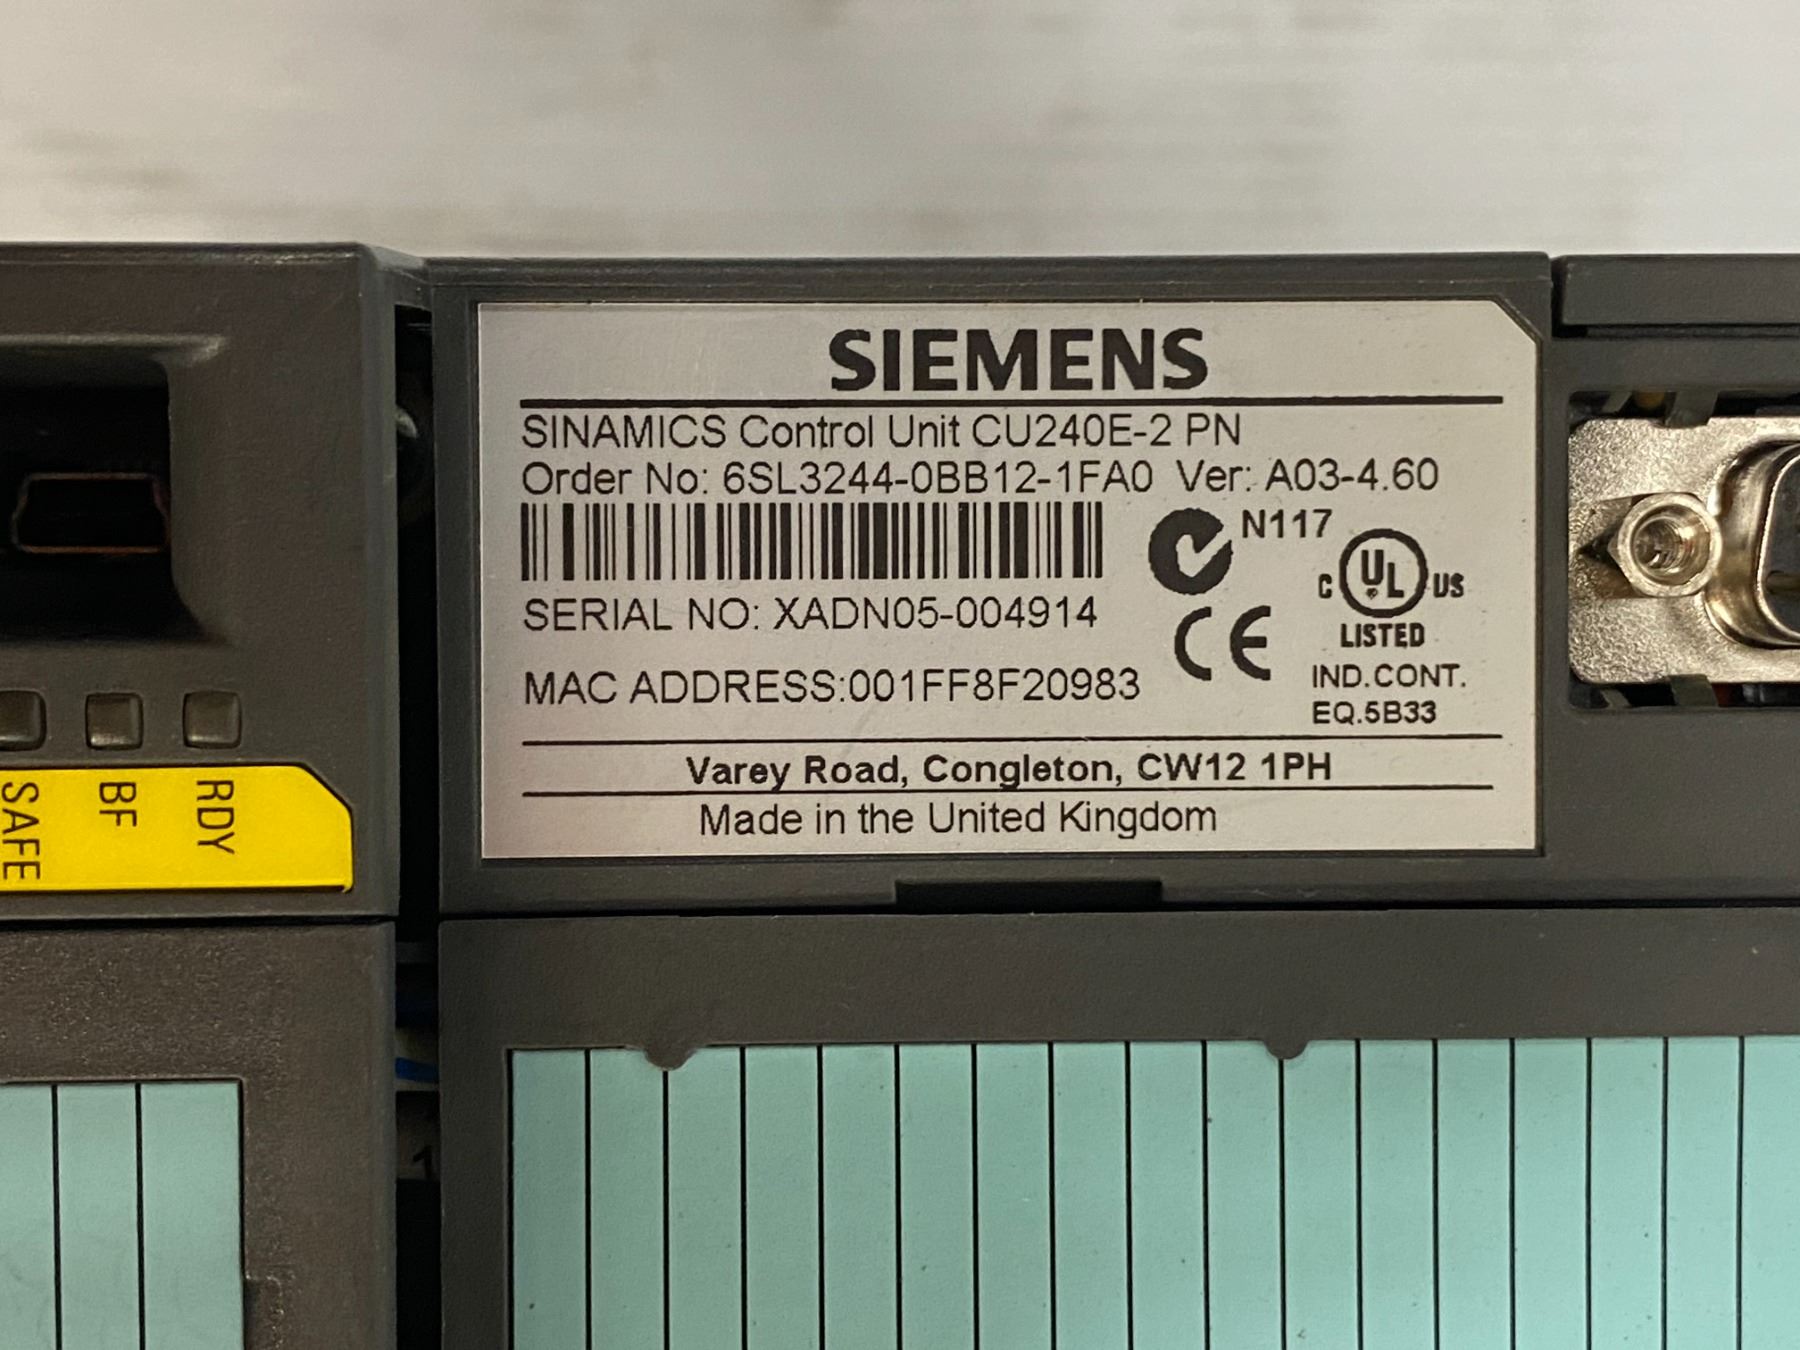 SIEMENS
SINAMICS Control Unit CU240E-2 PN
Order No: 6SL3244-0BB12-1FA0 Ver: A03-4.60
N117
C UL US
LISTED
SERIAL NO: XADN05-004914
CE
MAC ADDRESS:001FF8F20983
IND.CONT.
EQ.5B33
Varey Road, Congleton, CW12 1PH
Made in the United Kingdom
SAFE
BF
RDY
1